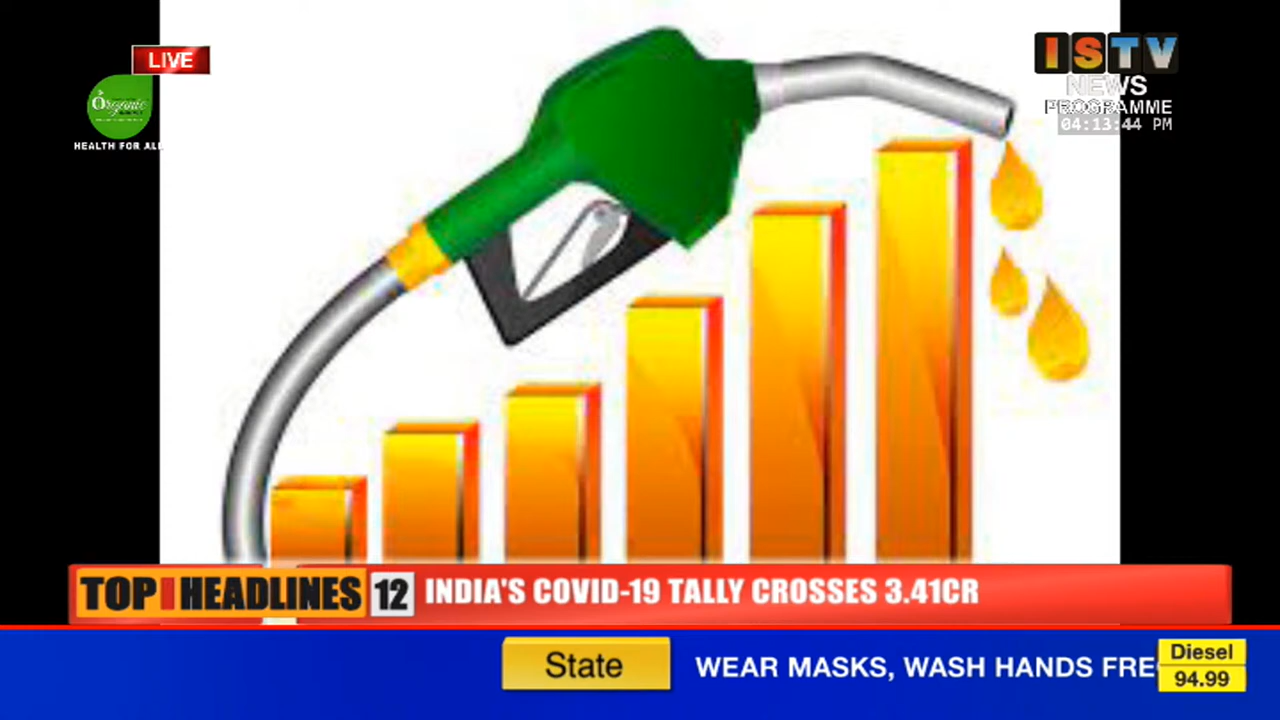 LIVE
Organic
HEALTH FOR ALL
ISTV
NEWS
PROGRAMME
04:13:44 PM
TOP HEADLINES 12 INDIA'S COVID-19 TALLY CROSSES 3.41CR
State WEAR MASKS, WASH HANDS FRE
Diesel
94.99